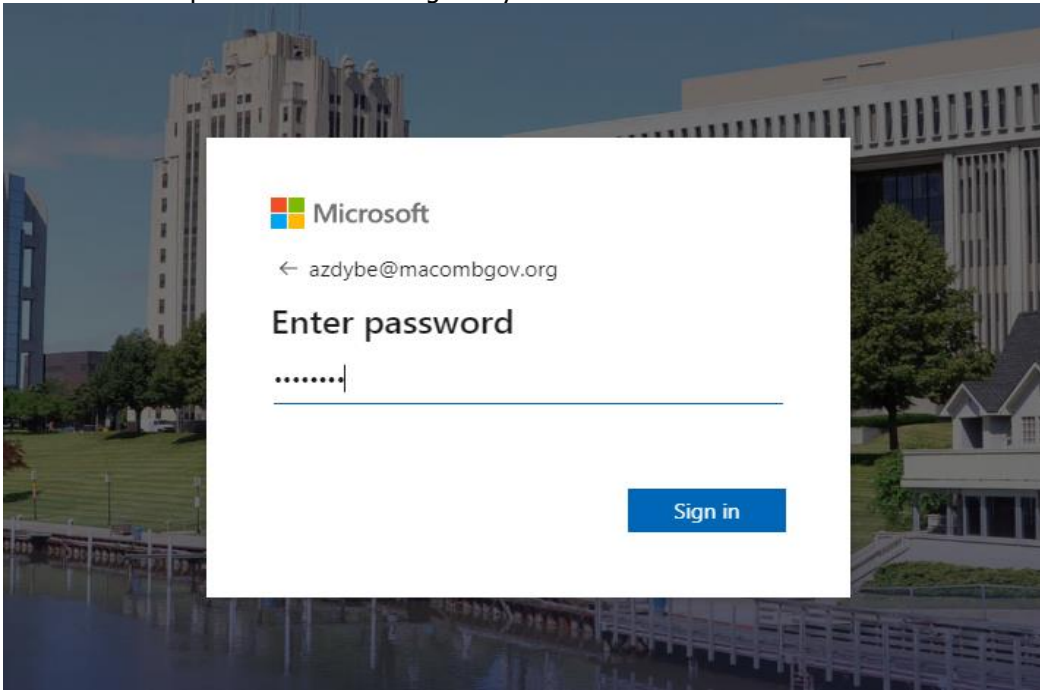 Microsoft
← azdybe@macombgov.org
Enter password
••••••••
Sign in